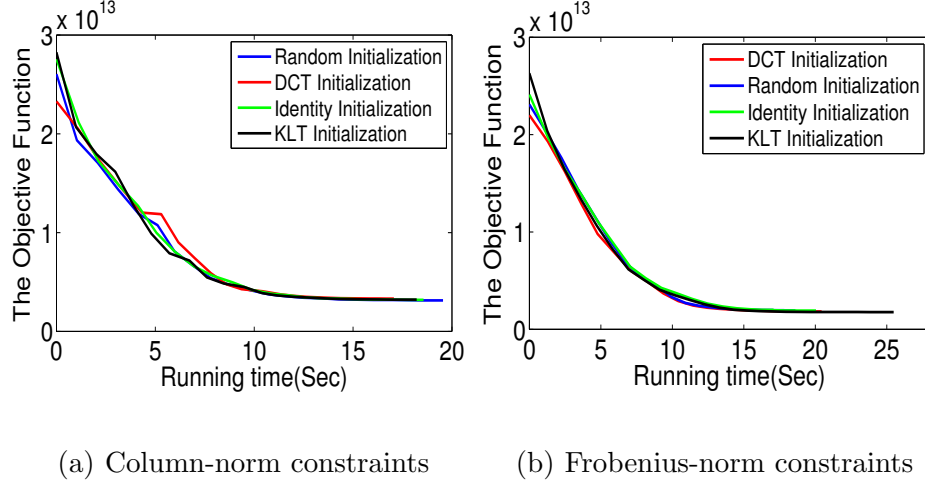 x 10^13
3
2
1
0
The Objective Function
Random Initialization
DCT Initialization
Identity Initialization
KLT Initialization
0 5 10 15 20
Running time(Sec)
(a) Column-norm constraints
x 10^13
3
2
1
0
The Objective Function
DCT Initialization
Random Initialization
Identity Initialization
KLT Initialization
0 5 10 15 20 25
Running time(Sec)
(b) Frobenius-norm constraints